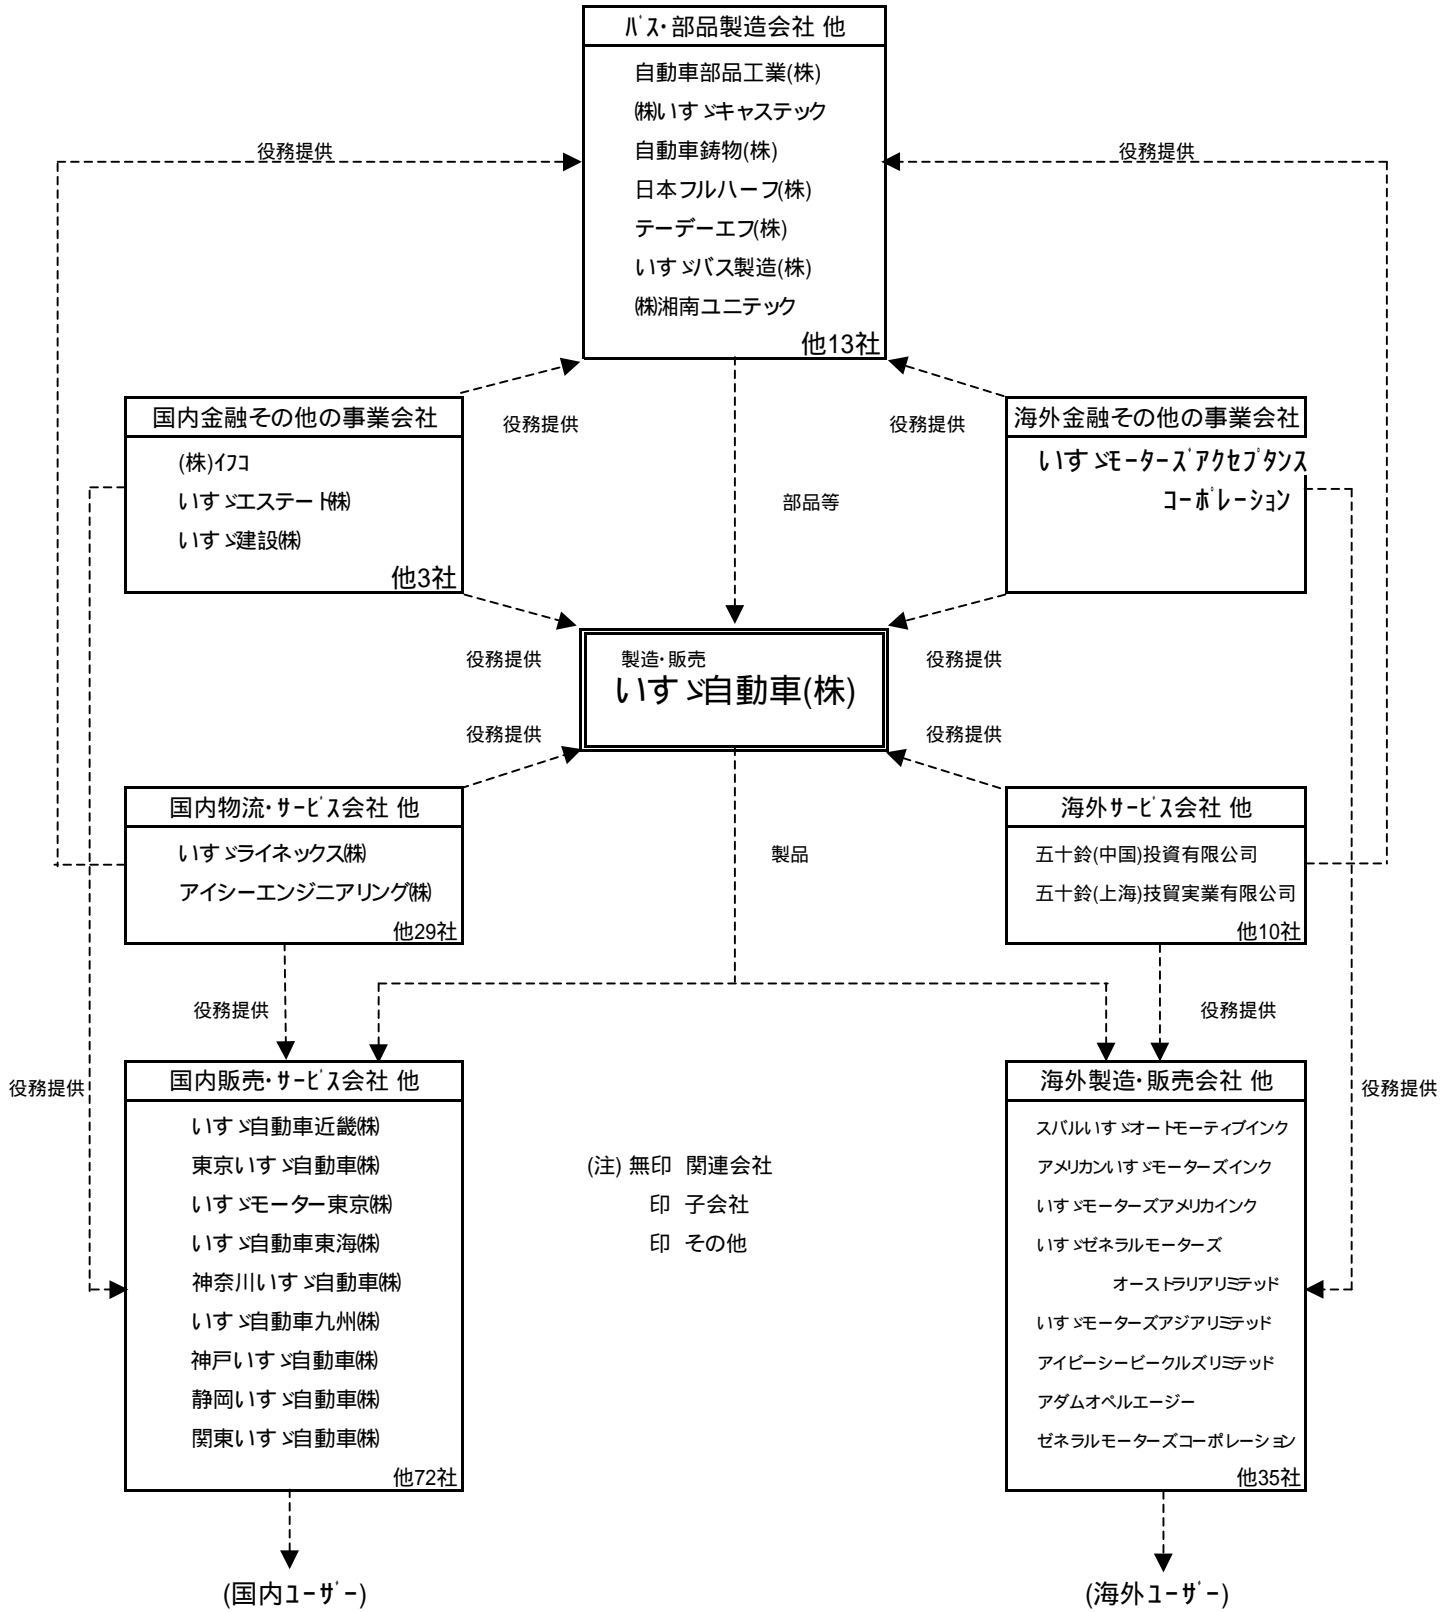 バス・部品製造会社 他
自動車部品工業(株)
(株)いすゞキャステック
自動車鋳物(株)
日本フルハーフ(株)
テーデーエフ(株)
いすゞバス製造(株)
(株)湘南ユニテック
他13社
役務提供
役務提供
国内金融その他の事業会社
(株)イフコ
いすゞエステート(株)
いすゞ建設(株)
他3社
役務提供
役務提供
海外金融その他の事業会社
いすゞモーターズアクセプタンス
コーポレーション
部品等
役務提供
役務提供
製造・販売
いすゞ自動車(株)
役務提供
役務提供
国内物流・サービス会社 他
いすゞライネックス(株)
アイシーエンジニアリング(株)
他29社
製品
海外サービス会社 他
五十鈴(中国)投資有限公司
五十鈴(上海)技貿実業有限公司
他10社
役務提供
役務提供
役務提供
役務提供
国内販売・サービス会社 他
いすゞ自動車近畿(株)
東京いすゞ自動車(株)
いすゞモーター東京(株)
いすゞ自動車東海(株)
神奈川いすゞ自動車(株)
いすゞ自動車九州(株)
神戸いすゞ自動車(株)
静岡いすゞ自動車(株)
関東いすゞ自動車(株)
他72社
(注) 無印 関連会社
印 子会社
印 その他
海外製造・販売会社 他
スバルいすゞオートモーティブインク
アメリカンいすゞモーターズインク
いすゞモーターズアメリカインク
いすゞゼネラルモーターズ
オーストラリアリミテッド
いすゞモーターズアジアリミテッド
アイビーシービークルズリミテッド
アダムオペルエージー
ゼネラルモーターズコーポレーション
他35社
(国内ユーザー)
(海外ユーザー)